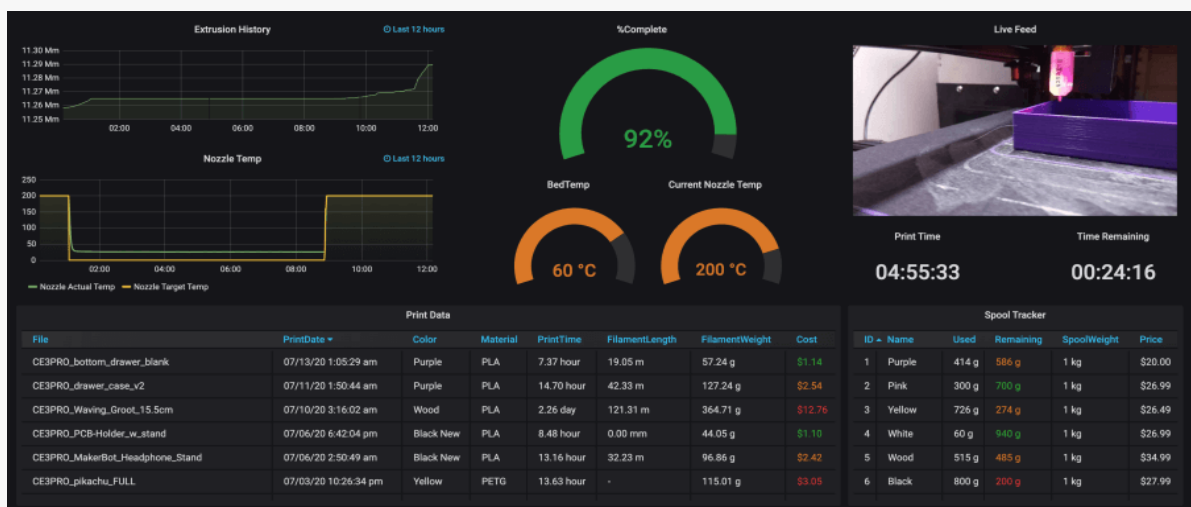 Extrusion History
Last 12 hours
11.30 Mm
11.29 Mm
11.28 Mm
11.27 Mm
11.26 Mm
11.25 Mm
02:00 04:00 06:00 08:00 10:00 12:00
Nozzle Temp
Last 12 hours
250
200
150
100
50
0
02:00 04:00 06:00 08:00 10:00 12:00
Nozzle Actual Temp Nozzle Target Temp
%Complete
92%
BedTemp
60 °C
Current Nozzle Temp
200 °C
Live Feed
Print Time
04:55:33
Time Remaining
00:24:16
Print Data
File PrintDate Color Material PrintTime FilamentLength FilamentWeight Cost
CE3PRO_bottom_drawer_blank 07/13/20 1:05:29 am Purple PLA 7.37 hour 19.05 m 57.24 g $1.14
CE3PRO_drawer_case_v2 07/11/20 1:50:44 am Purple PLA 14.70 hour 42.33 m 127.24 g $2.54
CE3PRO_Waving_Groot_15.5cm 07/10/20 3:16:02 am Wood PLA 2.26 day 121.31 m 364.71 g $12.76
CE3PRO_PCB-Holder_w_stand 07/06/20 6:42:04 pm Black New PLA 8.48 hour 0.00 mm 44.05 g $1.10
CE3PRO_MakerBot_Headphone_Stand 07/06/20 2:50:49 am Black New PLA 13.16 hour 32.23 m 96.86 g $2.42
CE3PRO_pikachu_FULL 07/03/20 10:26:34 pm Yellow PETG 13.63 hour - 115.01 g $3.05
Spool Tracker
ID Name Used Remaining SpoolWeight Price
1 Purple 414 g 586 g 1 kg $20.00
2 Pink 300 g 700 g 1 kg $26.99
3 Yellow 726 g 274 g 1 kg $26.49
4 White 60 g 940 g 1 kg $26.99
5 Wood 515 g 485 g 1 kg $34.99
6 Black 800 g 200 g 1 kg $27.99